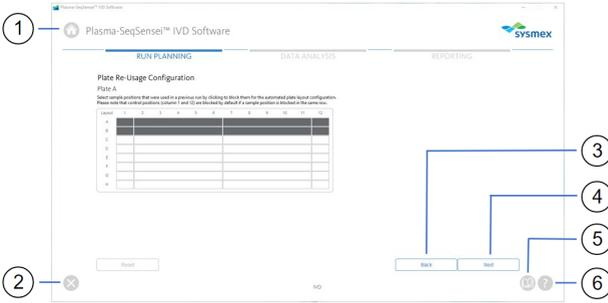 Plasma-SeqSensei™ IVD Software
1
Plasma-SeqSensei™ IVD Software
sysmex
RUN PLANNING
DATA ANALYSIS
REPORTING
Plate Re-Usage Configuration
Plate A
Select sample positions that were used in a previous run by clicking to block them for the automated plate layout configuration.
Please note that control positions (column 1 and 12) are blocked by default if a sample position is blocked in the same row.
Layout 1 2 3 4 5 6 7 8 9 10 11 12
A
B
C
D
E
F
G
H
3
4
5
Reset
Back
Next
2
IVD
?
6